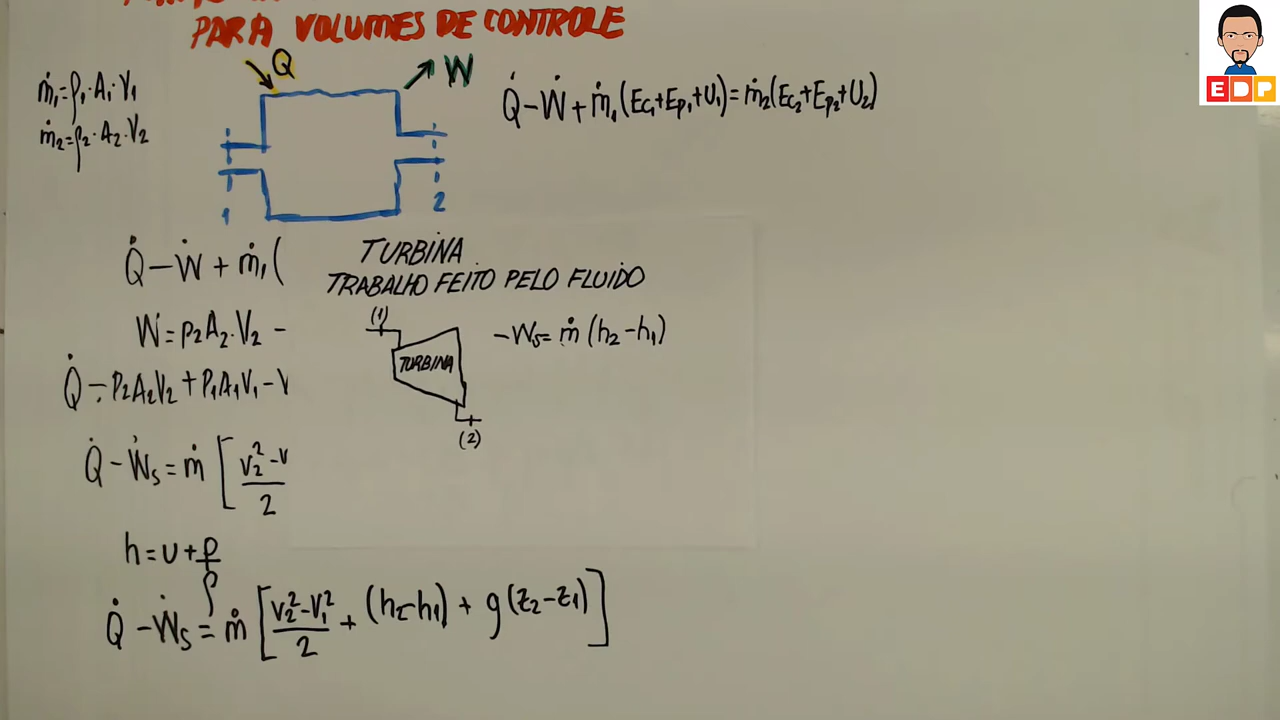 PARA VOLUMES DE CONTROLE
EDP
ṁ₁=ρ₁·A₁·V₁
ṁ₂=ρ₂·A₂·V₂
Q
W
Q̇-Ẇ+ṁ₁(Ec₁+Ep₁+U₁)=ṁ₂(Ec₂+Ep₂+U₂)
1
2
Q̇-Ẇ+ṁ₁(
TURBINA
TRABALHO FEITO PELO FLUIDO
Ẇ=p₂A₂·V₂-
(1)
TURBINA
(2)
-Ws=ṁ(h₂-h₁)
Q̇-P₂A₂V₂+P₁A₁V₁-
Q̇-Ẇs=ṁ[v₂²-v
2
h=u+p/ρ
Q̇-Ẇs=ṁ[(v₂²-v₁²)/2+(h₂-h₁)+g(z₂-z₁)]